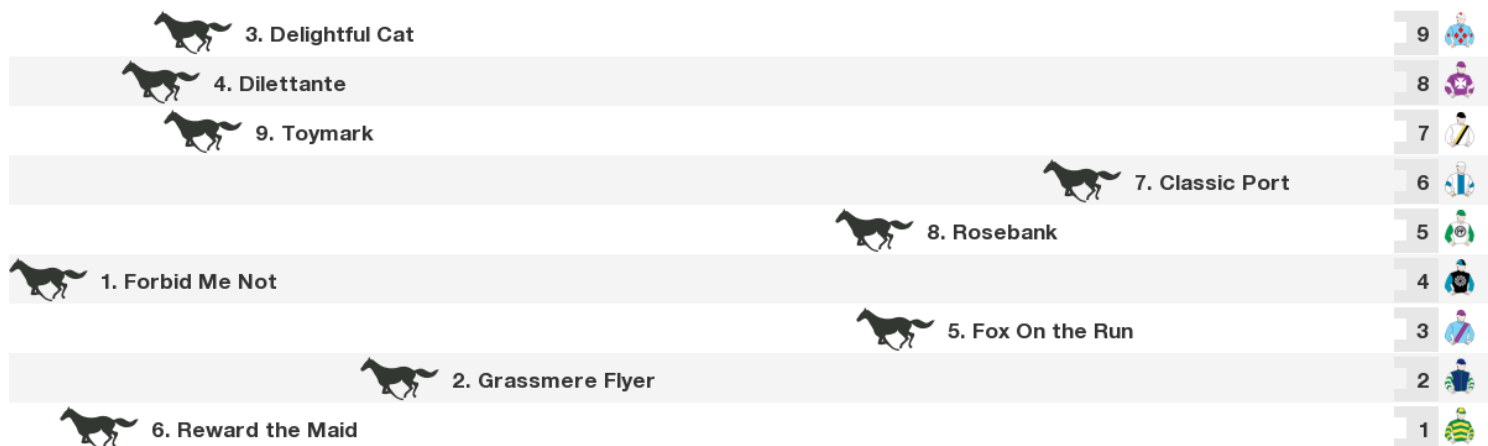 3. Delightful Cat 9
4. Dilettante 8
9. Toymark 7
7. Classic Port 6
8. Rosebank 5
1. Forbid Me Not 4
5. Fox On the Run 3
2. Grassmere Flyer 2
6. Reward the Maid 1